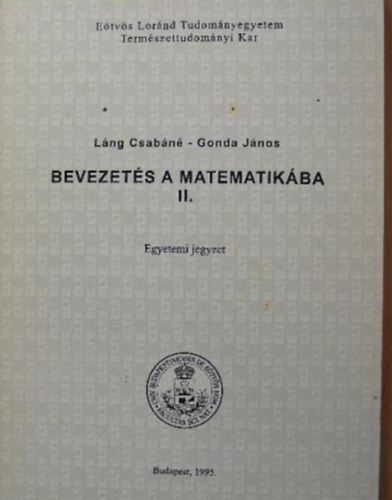 Eötvös Loránd Tudományegyetem
Természettudományi Kar
Láng Csabáné - Gonda János
BEVEZETÉS A MATEMATIKÁBA
II.
Egyetemi jegyzet
Budapest, 1995